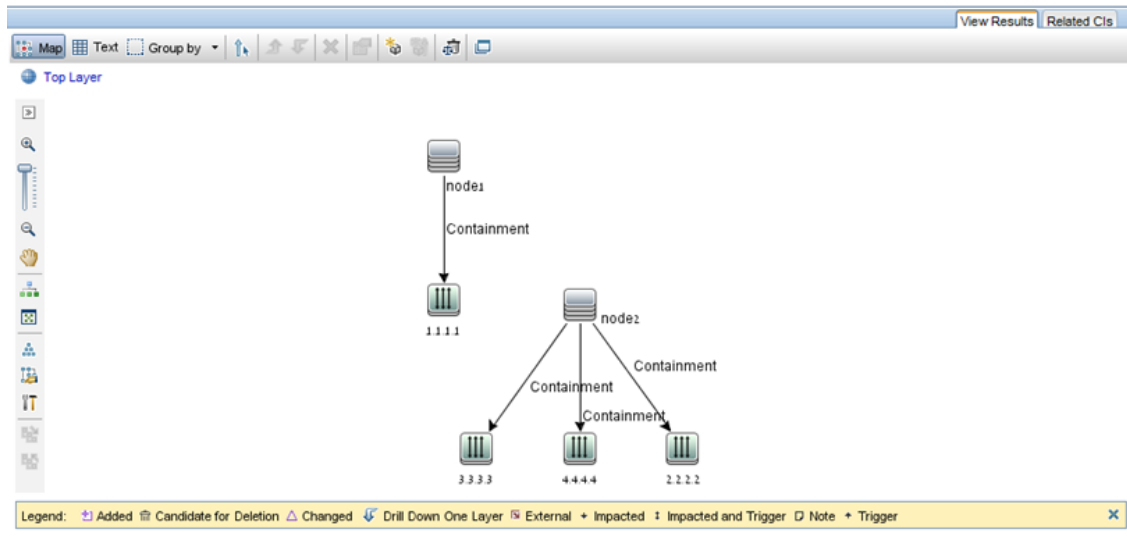 View Results Related CIs
Map Text Group by
Top Layer
node1
Containment
1.1.1.1
node2
Containment
Containment
Containment
3.3.3.3 4.4.4.4 2.2.2.2
Legend: Added Candidate for Deletion Changed Drill Down One Layer External Impacted Impacted and Trigger Note Trigger